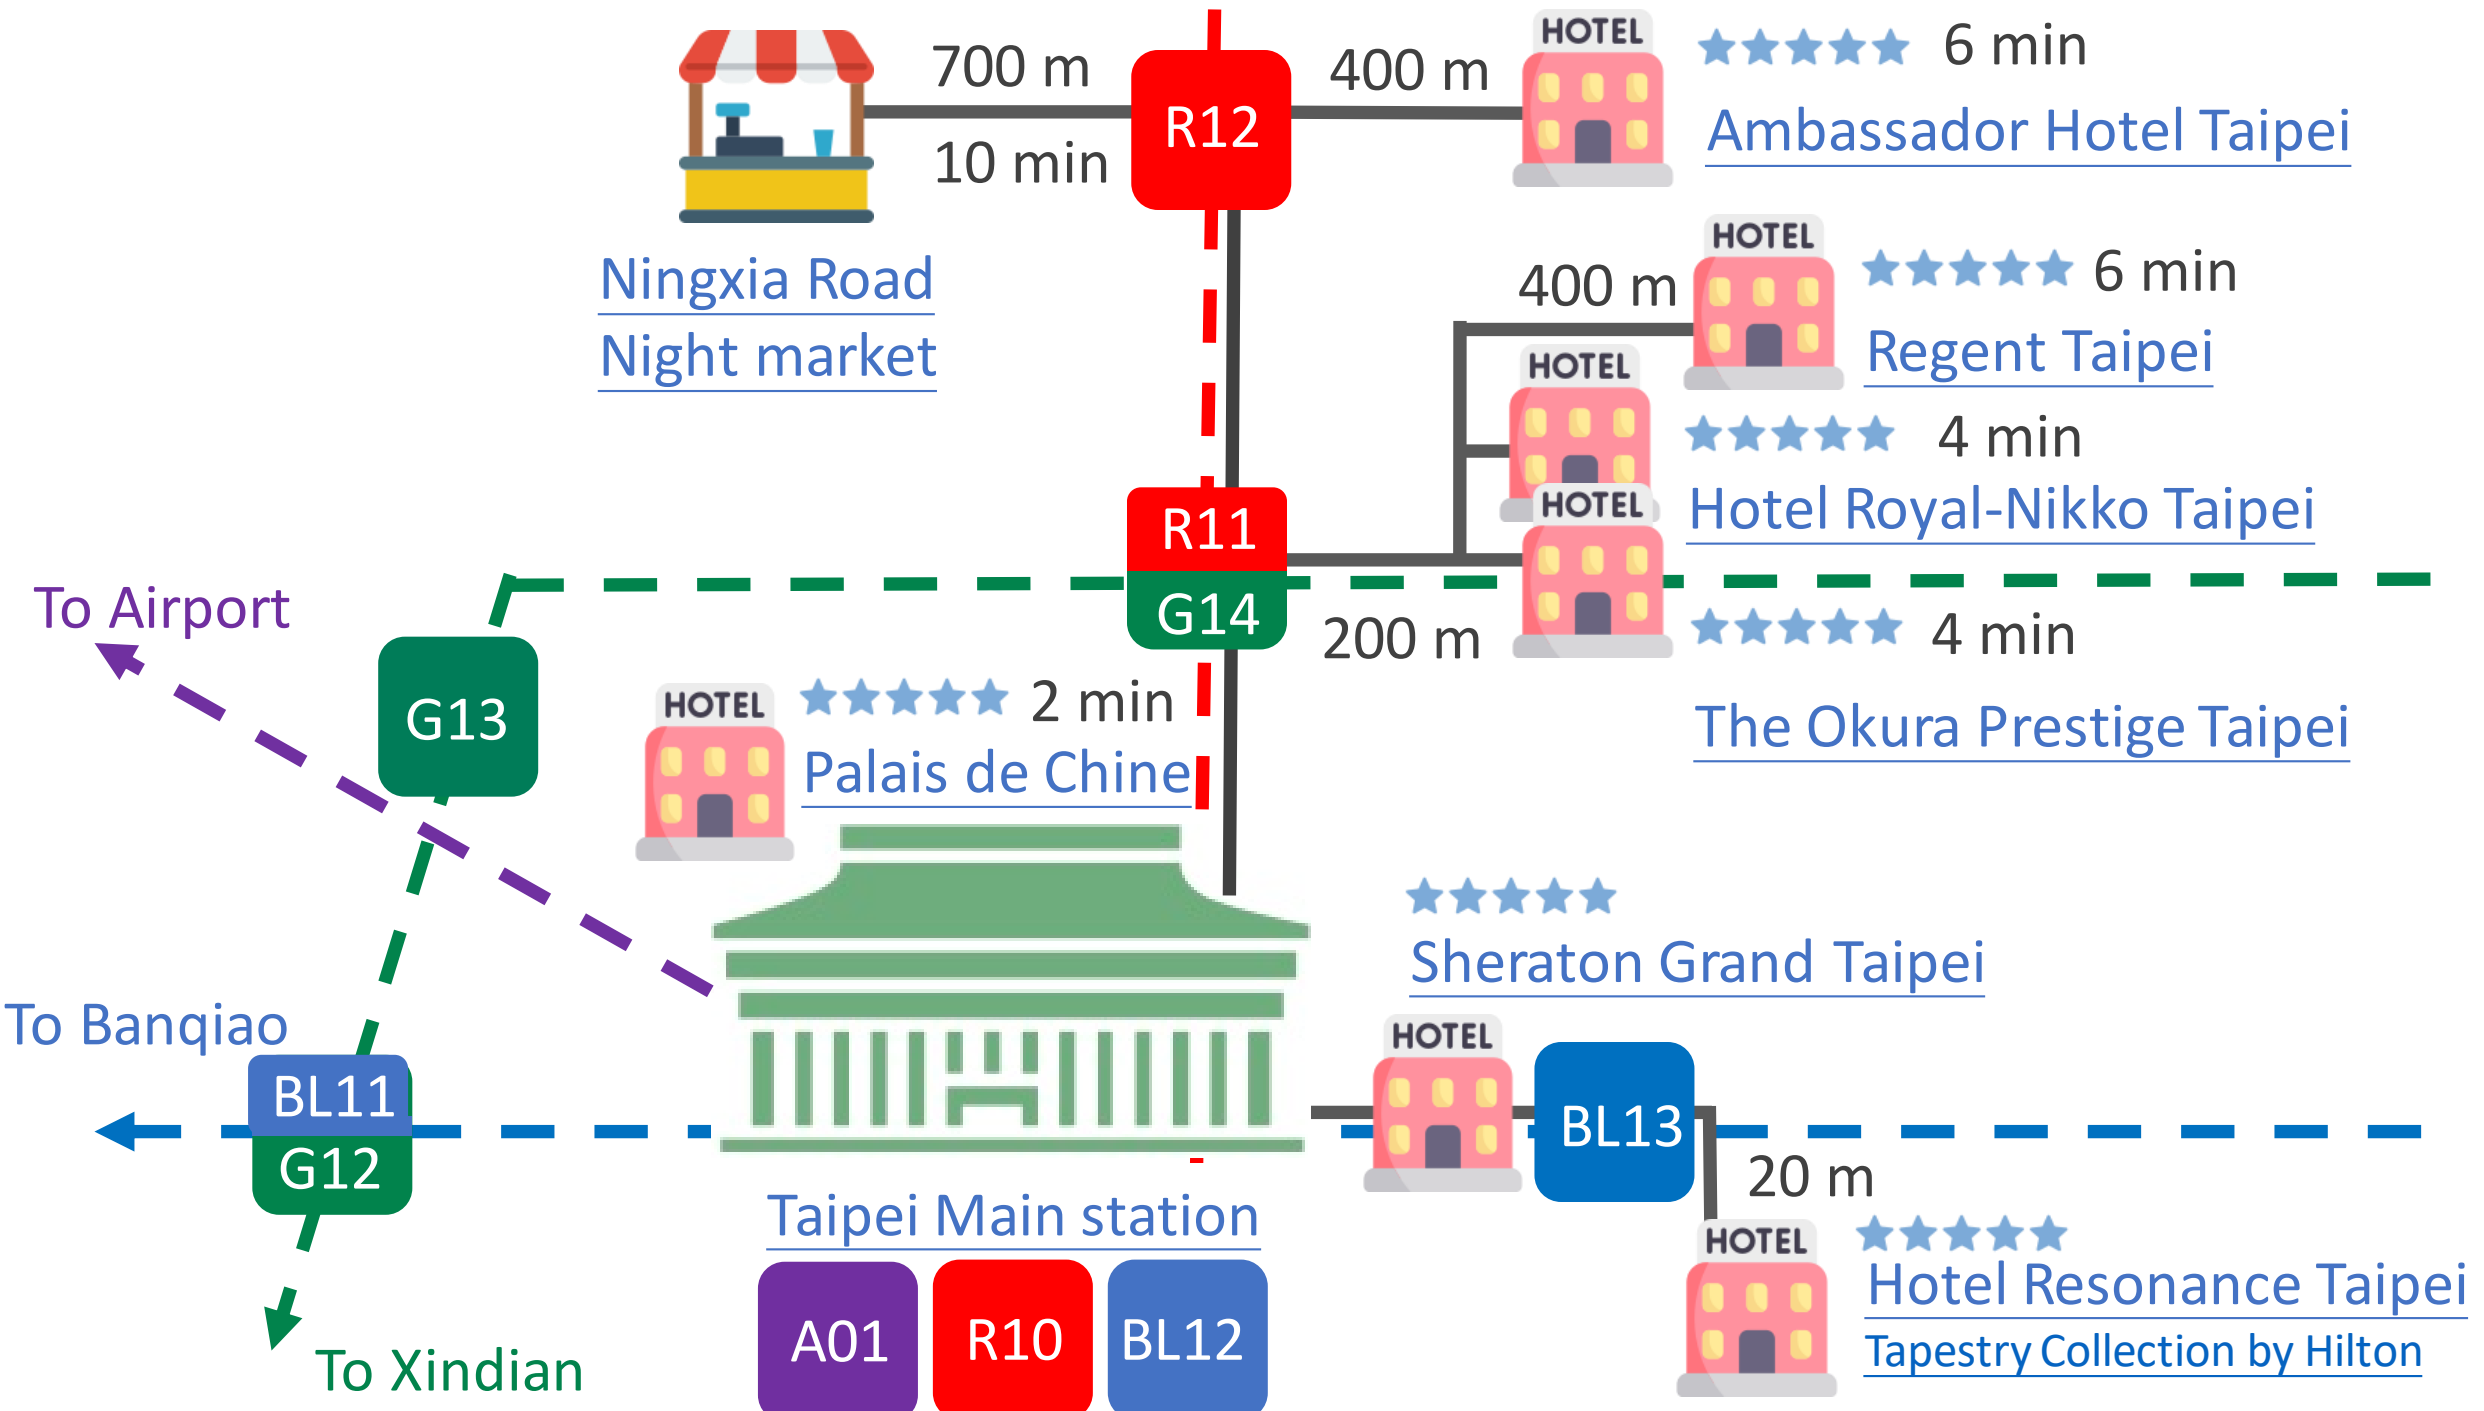 700 m
10 min
R12
400 m
HOTEL
6 min
Ambassador Hotel Taipei
Ningxia Road
Night market
HOTEL
400 m
6 min
Regent Taipei
HOTEL
4 min
Hotel Royal-Nikko Taipei
R11
G14
HOTEL
200 m
4 min
The Okura Prestige Taipei
To Airport
G13
HOTEL
2 min
Palais de Chine
Sheraton Grand Taipei
HOTEL
BL13
To Banqiao
BL11
G12
20 m
HOTEL
Hotel Resonance Taipei
Tapestry Collection by Hilton
Taipei Main station
A01
R10
BL12
To Xindian